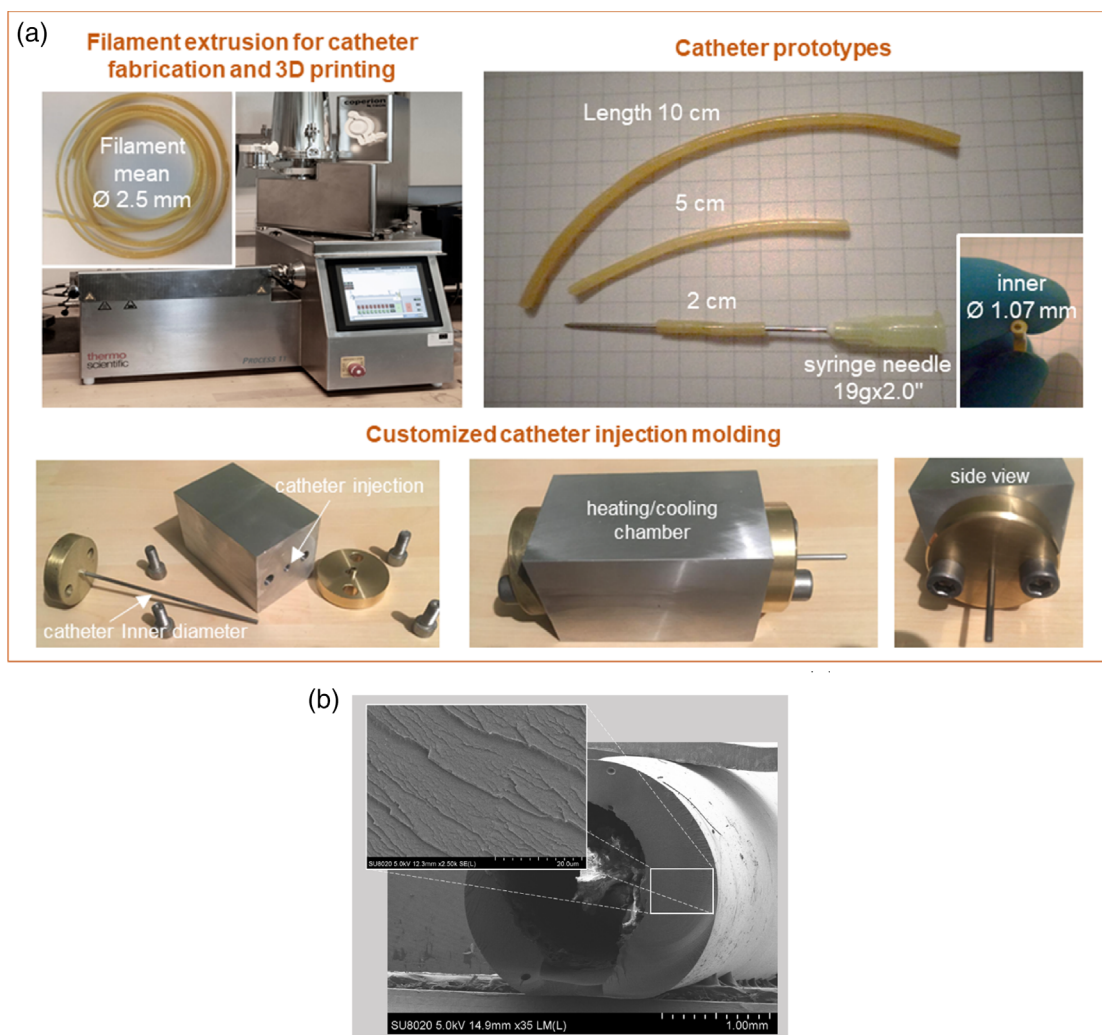 (a)
Filament extrusion for catheter
fabrication and 3D printing
Catheter prototypes
Filament
mean
Ø 2.5 mm
coperion
thermo
scientific
PROCESS 11
Length 10 cm
5 cm
2 cm
syringe needle
19gx2.0"
inner
Ø 1.07 mm
Customized catheter injection molding
catheter injection
catheter Inner diameter
heating/cooling
chamber
side view
(b)
SU8020 5.0kV 12.3mm x2.50k SE(L)
20.0um
SU8020 5.0kV 14.9mm x35 LM(L)
1.00mm